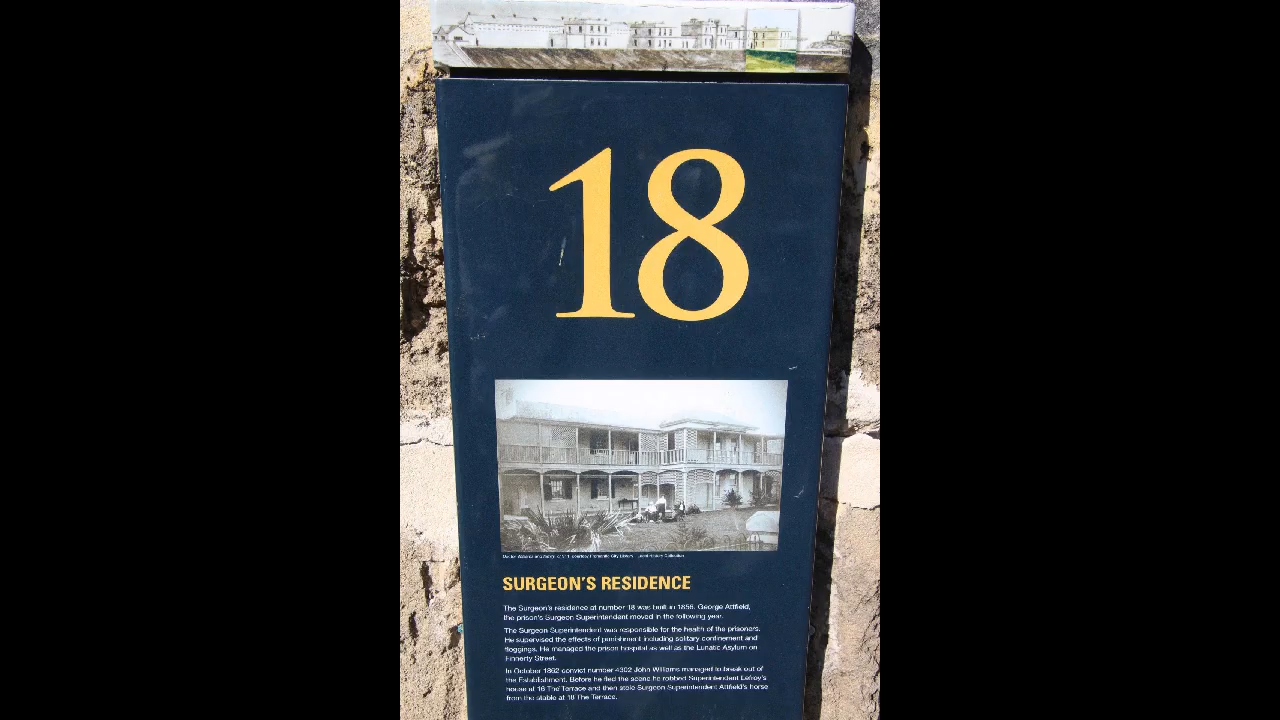 18
courtesy Fremantle City Library
SURGEON'S RESIDENCE
The Surgeon's residence at number 18 was built in 1856. George Attfield,
the prison's Surgeon Superintendent moved in the following year.
The Surgeon Superintendent was responsible for the health of the prisoners.
He supervised the effects of punishment including solitary confinement and
floggings. He managed the prison hospital as well as the Lunatic Asylum on
Finnerty Street.
In October 1862 convict number 4302 John Williams managed to break out of
the Establishment. Before he fled the scene he robbed Superintendent Lefroy's
house at 16 The Terrace and then stole Surgeon Superintendent Attfield's horse
from the stable at 18 The Terrace.